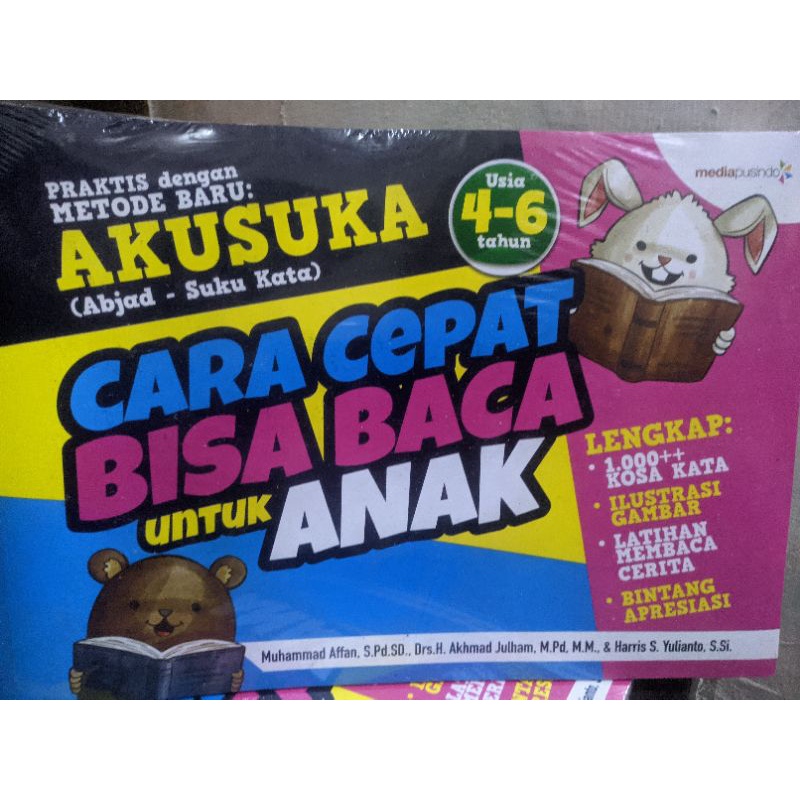 PRAKTIS dengan
METODE BARU:
AKUSUKA
(Abjad - Suku Kata)
Usia
4-6
tahun
mediapusindo
CARA CEPAT
BISA BACA
UNTUK ANAK
LENGKAP:
• 1.000++
KOSA KATA
• ILUSTRASI
GAMBAR
• LATIHAN
MEMBACA
CERITA
• BINTANG
APRESIASI
Muhammad Affan, S.Pd.SD., Drs.H. Akhmad Julham, M.Pd, M.M., & Harris S. Yulianto, S.Si.